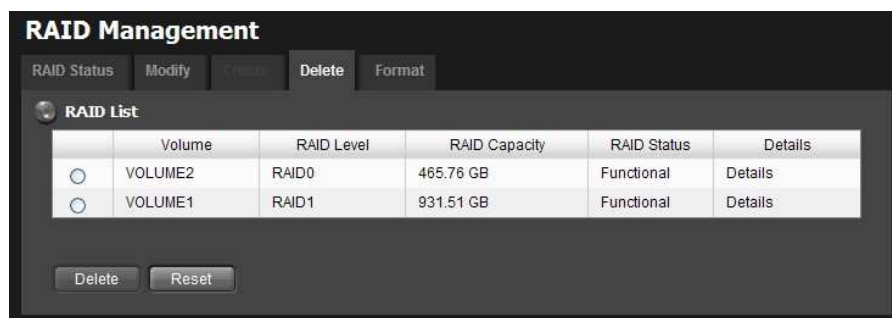 RAID Management
RAID Status Modify Create Delete Format
RAID List
Volume RAID Level RAID Capacity RAID Status Details
VOLUME2 RAID0 465.76 GB Functional Details
VOLUME1 RAID1 931.51 GB Functional Details
Delete Reset